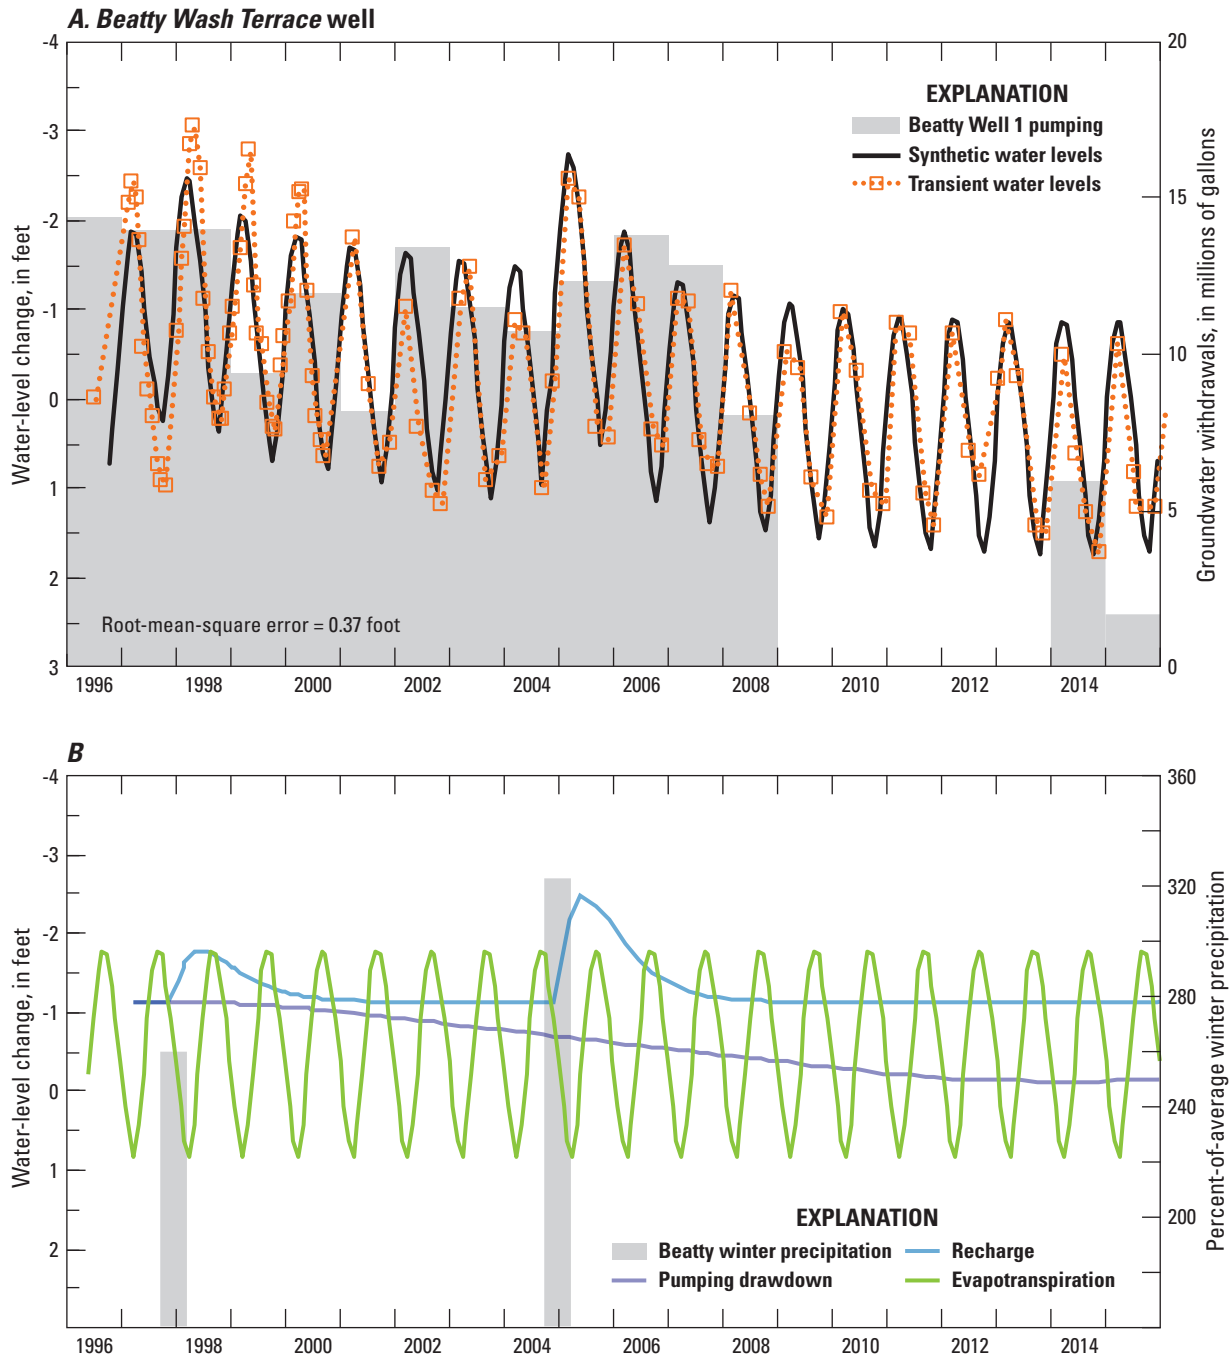 A. Beatty Wash Terrace well
-4
-3
-2
-1
0
1
2
3
Water-level change, in feet
20
15
10
5
0
Groundwater withdrawals, in millions of gallons
EXPLANATION
Beatty Well 1 pumping
Synthetic water levels
Transient water levels
Root-mean-square error = 0.37 foot
1996 1998 2000 2002 2004 2006 2008 2010 2012 2014
B
-4
-3
-2
-1
0
1
2
Water-level change, in feet
360
320
280
240
200
Percent-of-average winter precipitation
EXPLANATION
Beatty winter precipitation Recharge
Pumping drawdown Evapotranspiration
1996 1998 2000 2002 2004 2006 2008 2010 2012 2014